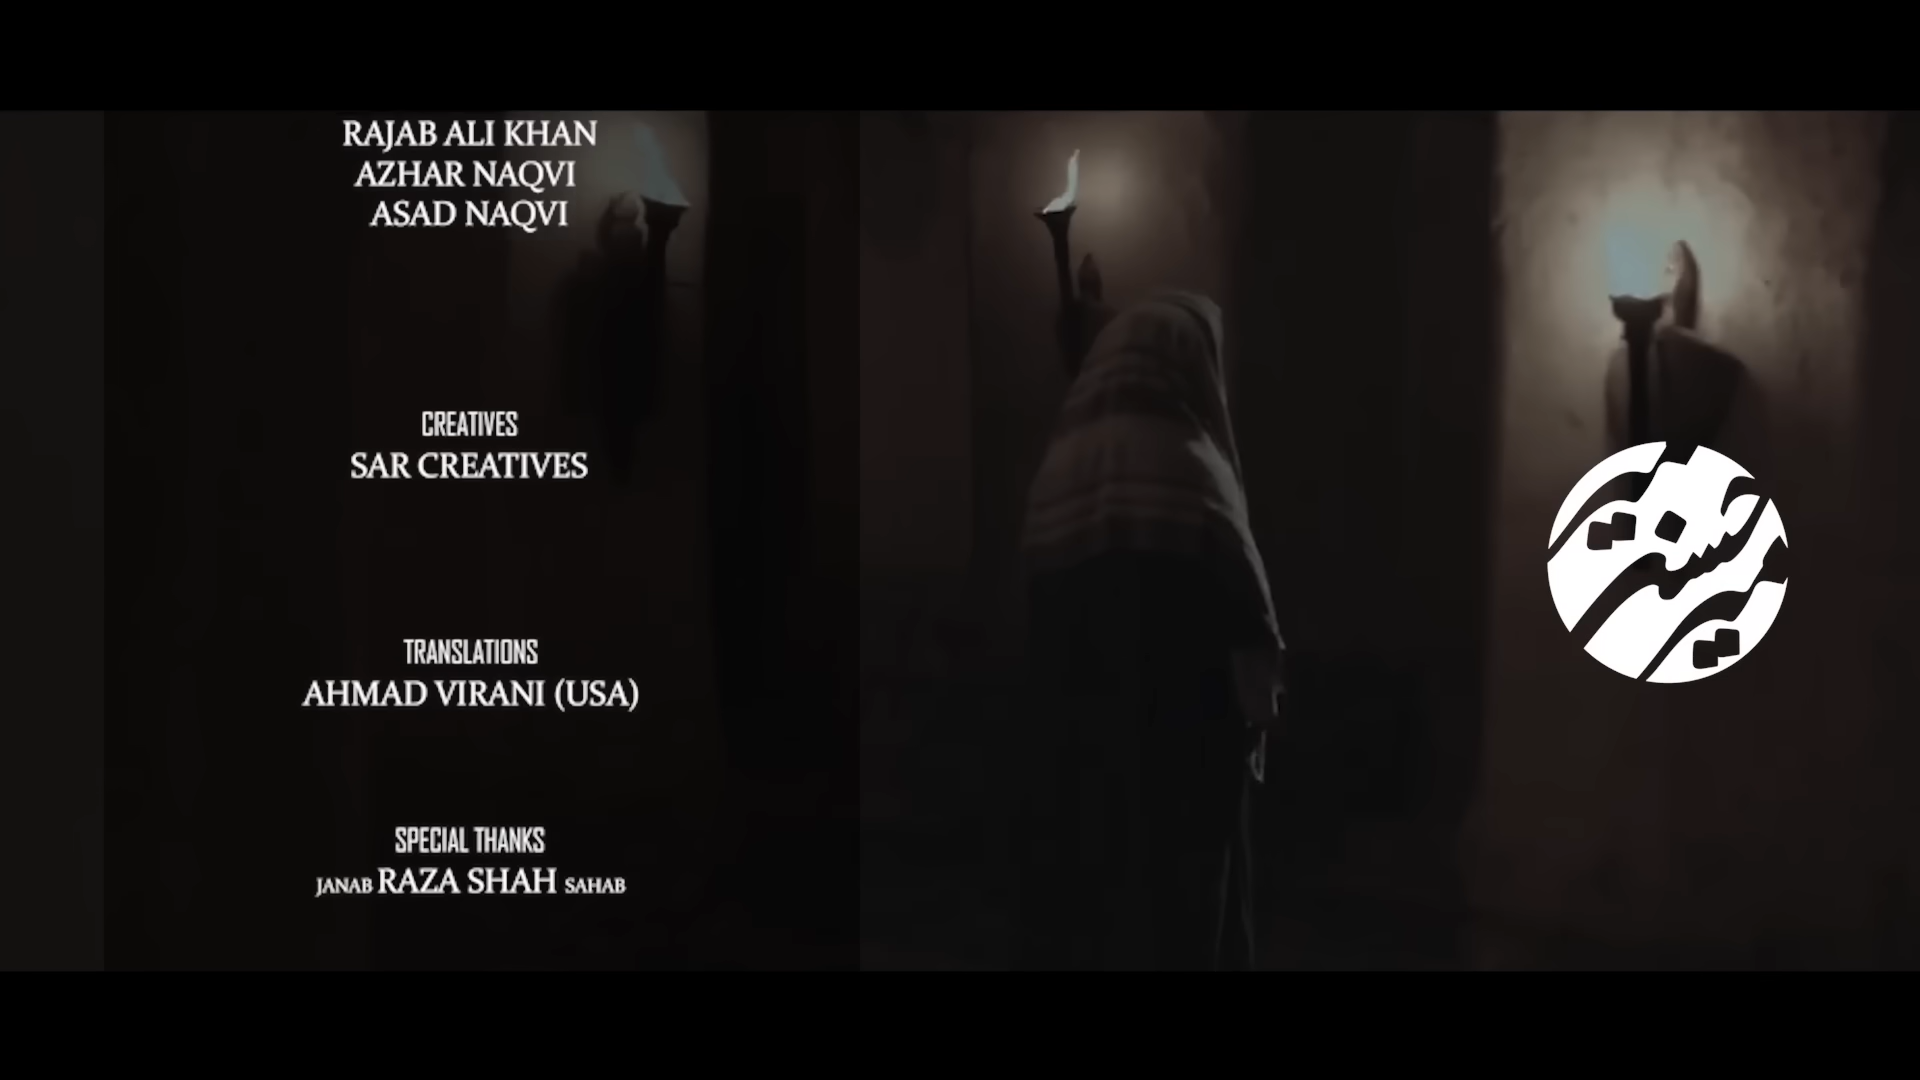 RAJAB ALI KHAN
AZHAR NAQVI
ASAD NAQVI
CREATIVES
SAR CREATIVES
TRANSLATIONS
AHMAD VIRANI (USA)
SPECIAL THANKS
JANAB RAZA SHAH SAHAB